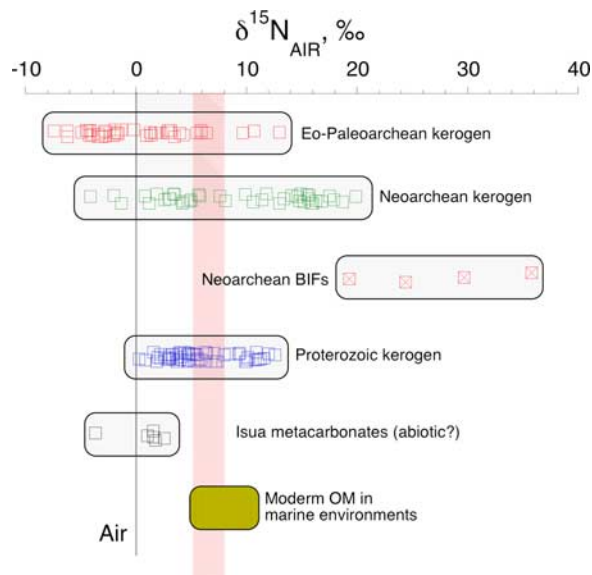 δ¹⁵N_AIR, ‰
-10 0 10 20 30 40
Eo-Paleoarchean kerogen
Neoarchean kerogen
Neoarchean BIFs
Proterozoic kerogen
Isua metacarbonates (abiotic?)
Moderm OM in
marine environments
Air